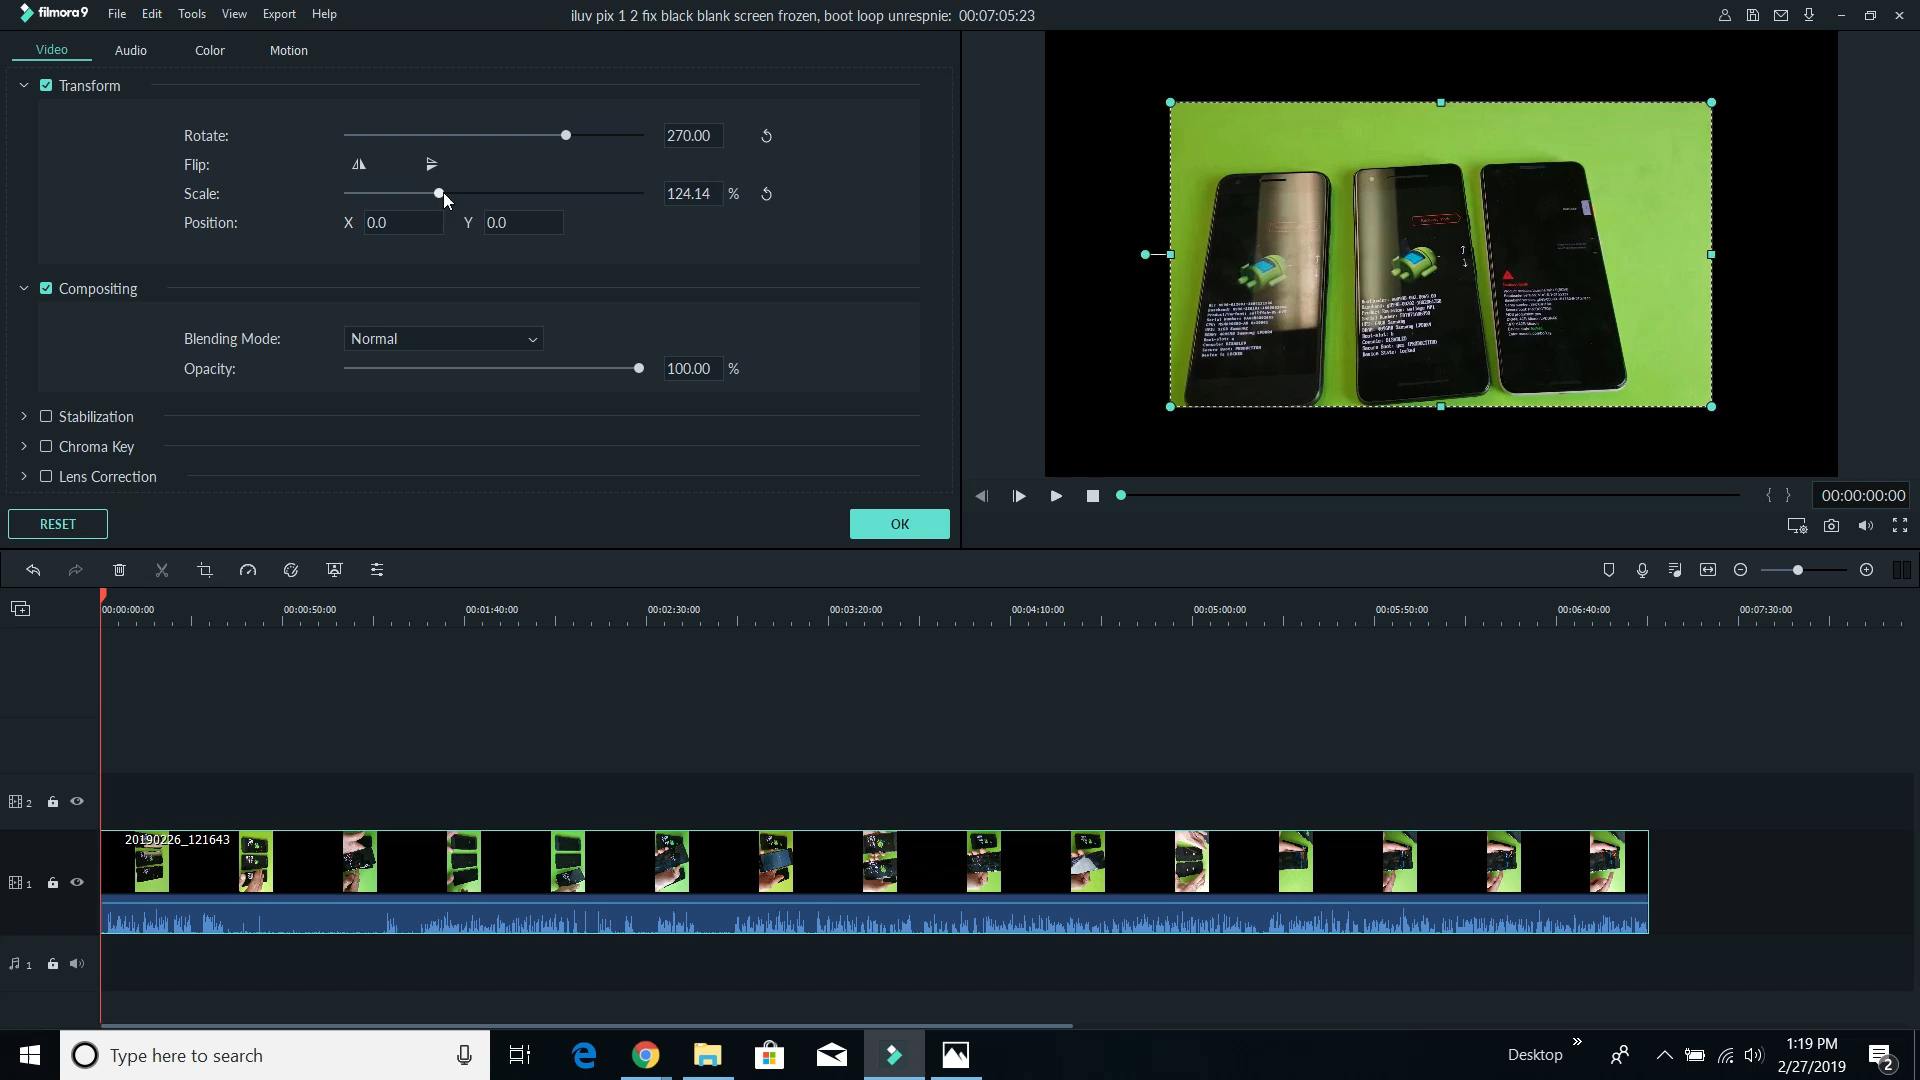 filmora9 File Edit Tools View Export Help
iluv pix 1 2 fix black blank screen frozen, boot loop unrespnie: 00:07:05:23
Video Audio Color Motion
Transform
Rotate: 270.00
Flip:
Scale: 124.14 %
Position: X 0.0 Y 0.0
Compositing
Blending Mode: Normal
Opacity: 100.00 %
Stabilization
Chroma Key
Lens Correction
RESET OK
{ } 00:00:00:00
00:00:00:00 00:00:50:00 00:01:40:00 00:02:30:00 00:03:20:00 00:04:10:00 00:05:00:00 00:05:50:00 00:06:40:00 00:07:30:00
2
20190226_121643
1
1
Type here to search
Desktop
1:19 PM
2/27/2019
2